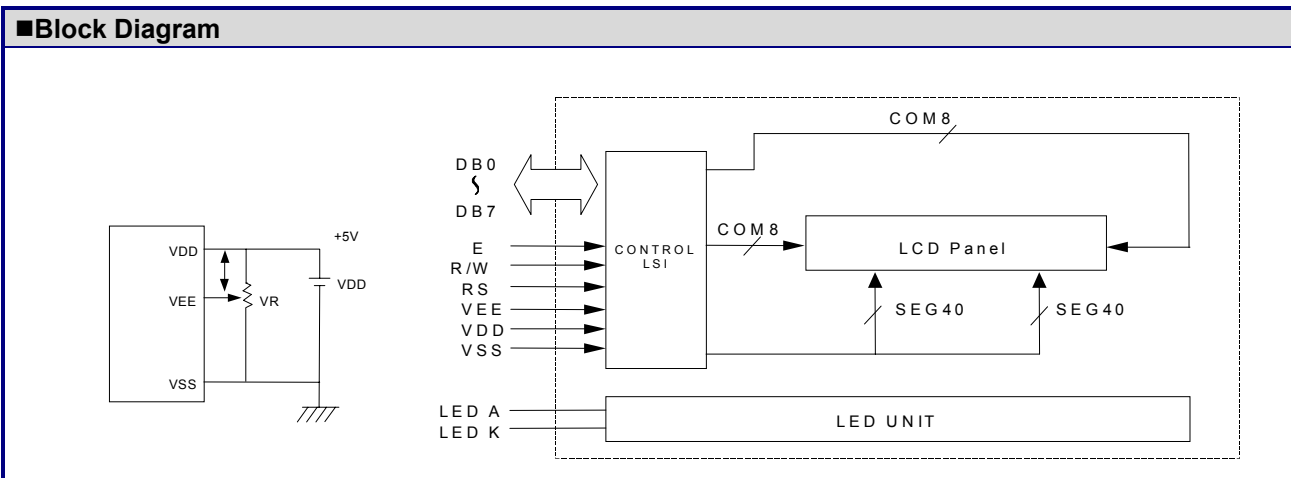 ■Block Diagram
+5V
VDD
VDD
VEE
VR
VSS
COM8
DB0
DB7
COM8
E
CONTROL
LSI
LCD Panel
R/W
RS
SEG40
SEG40
VEE
VDD
VSS
LED A
LED K
LED UNIT